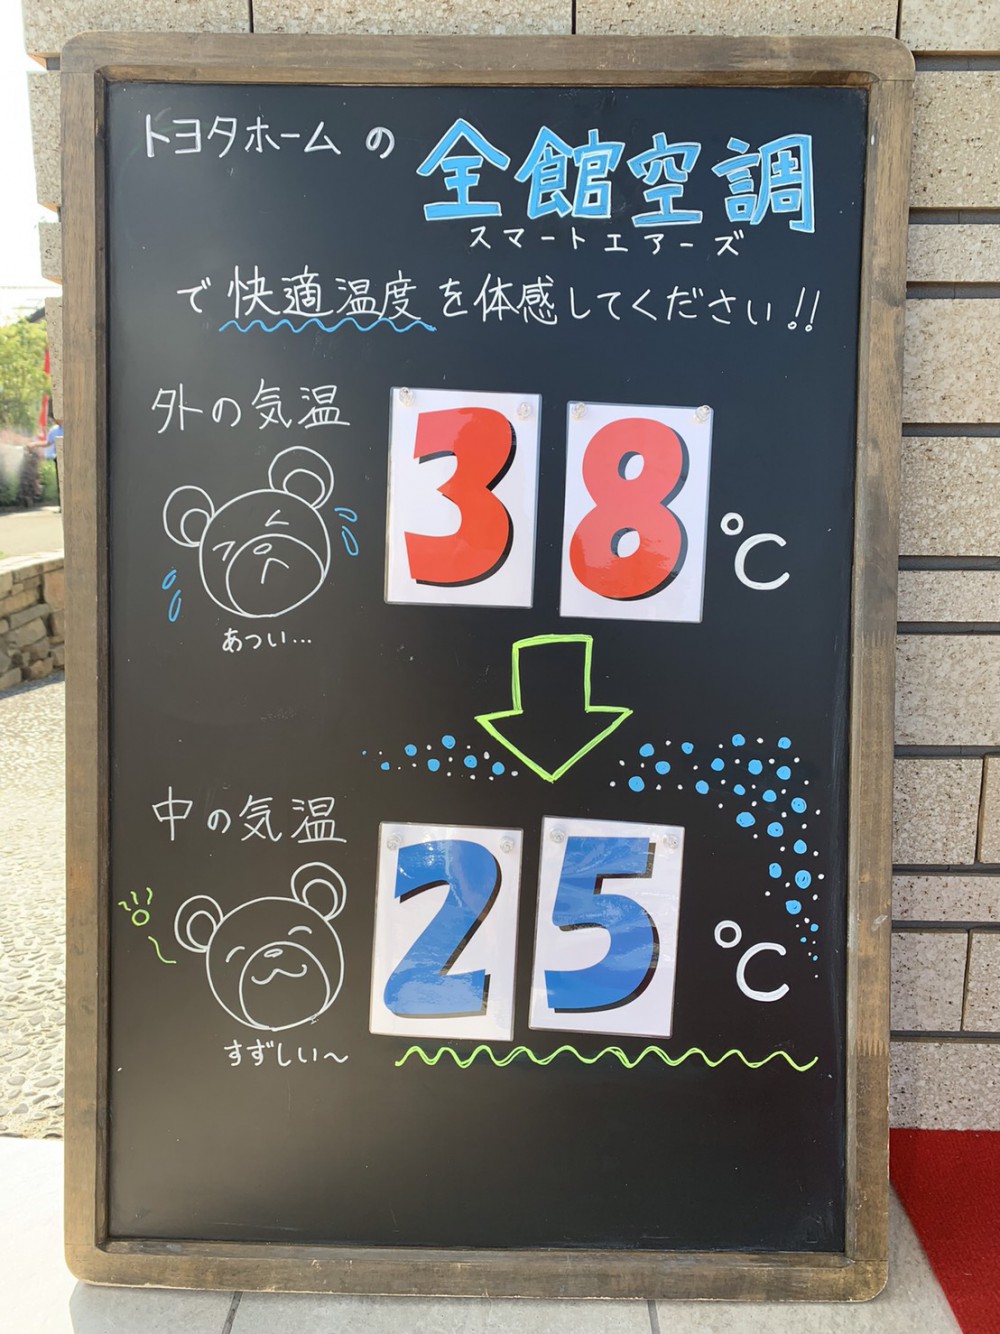 トヨタホームの 全館空調
スマートエアーズ
で快適温度を体感してください!!
外の気温
38℃
あつい…
中の気温
25℃
すずしい〜